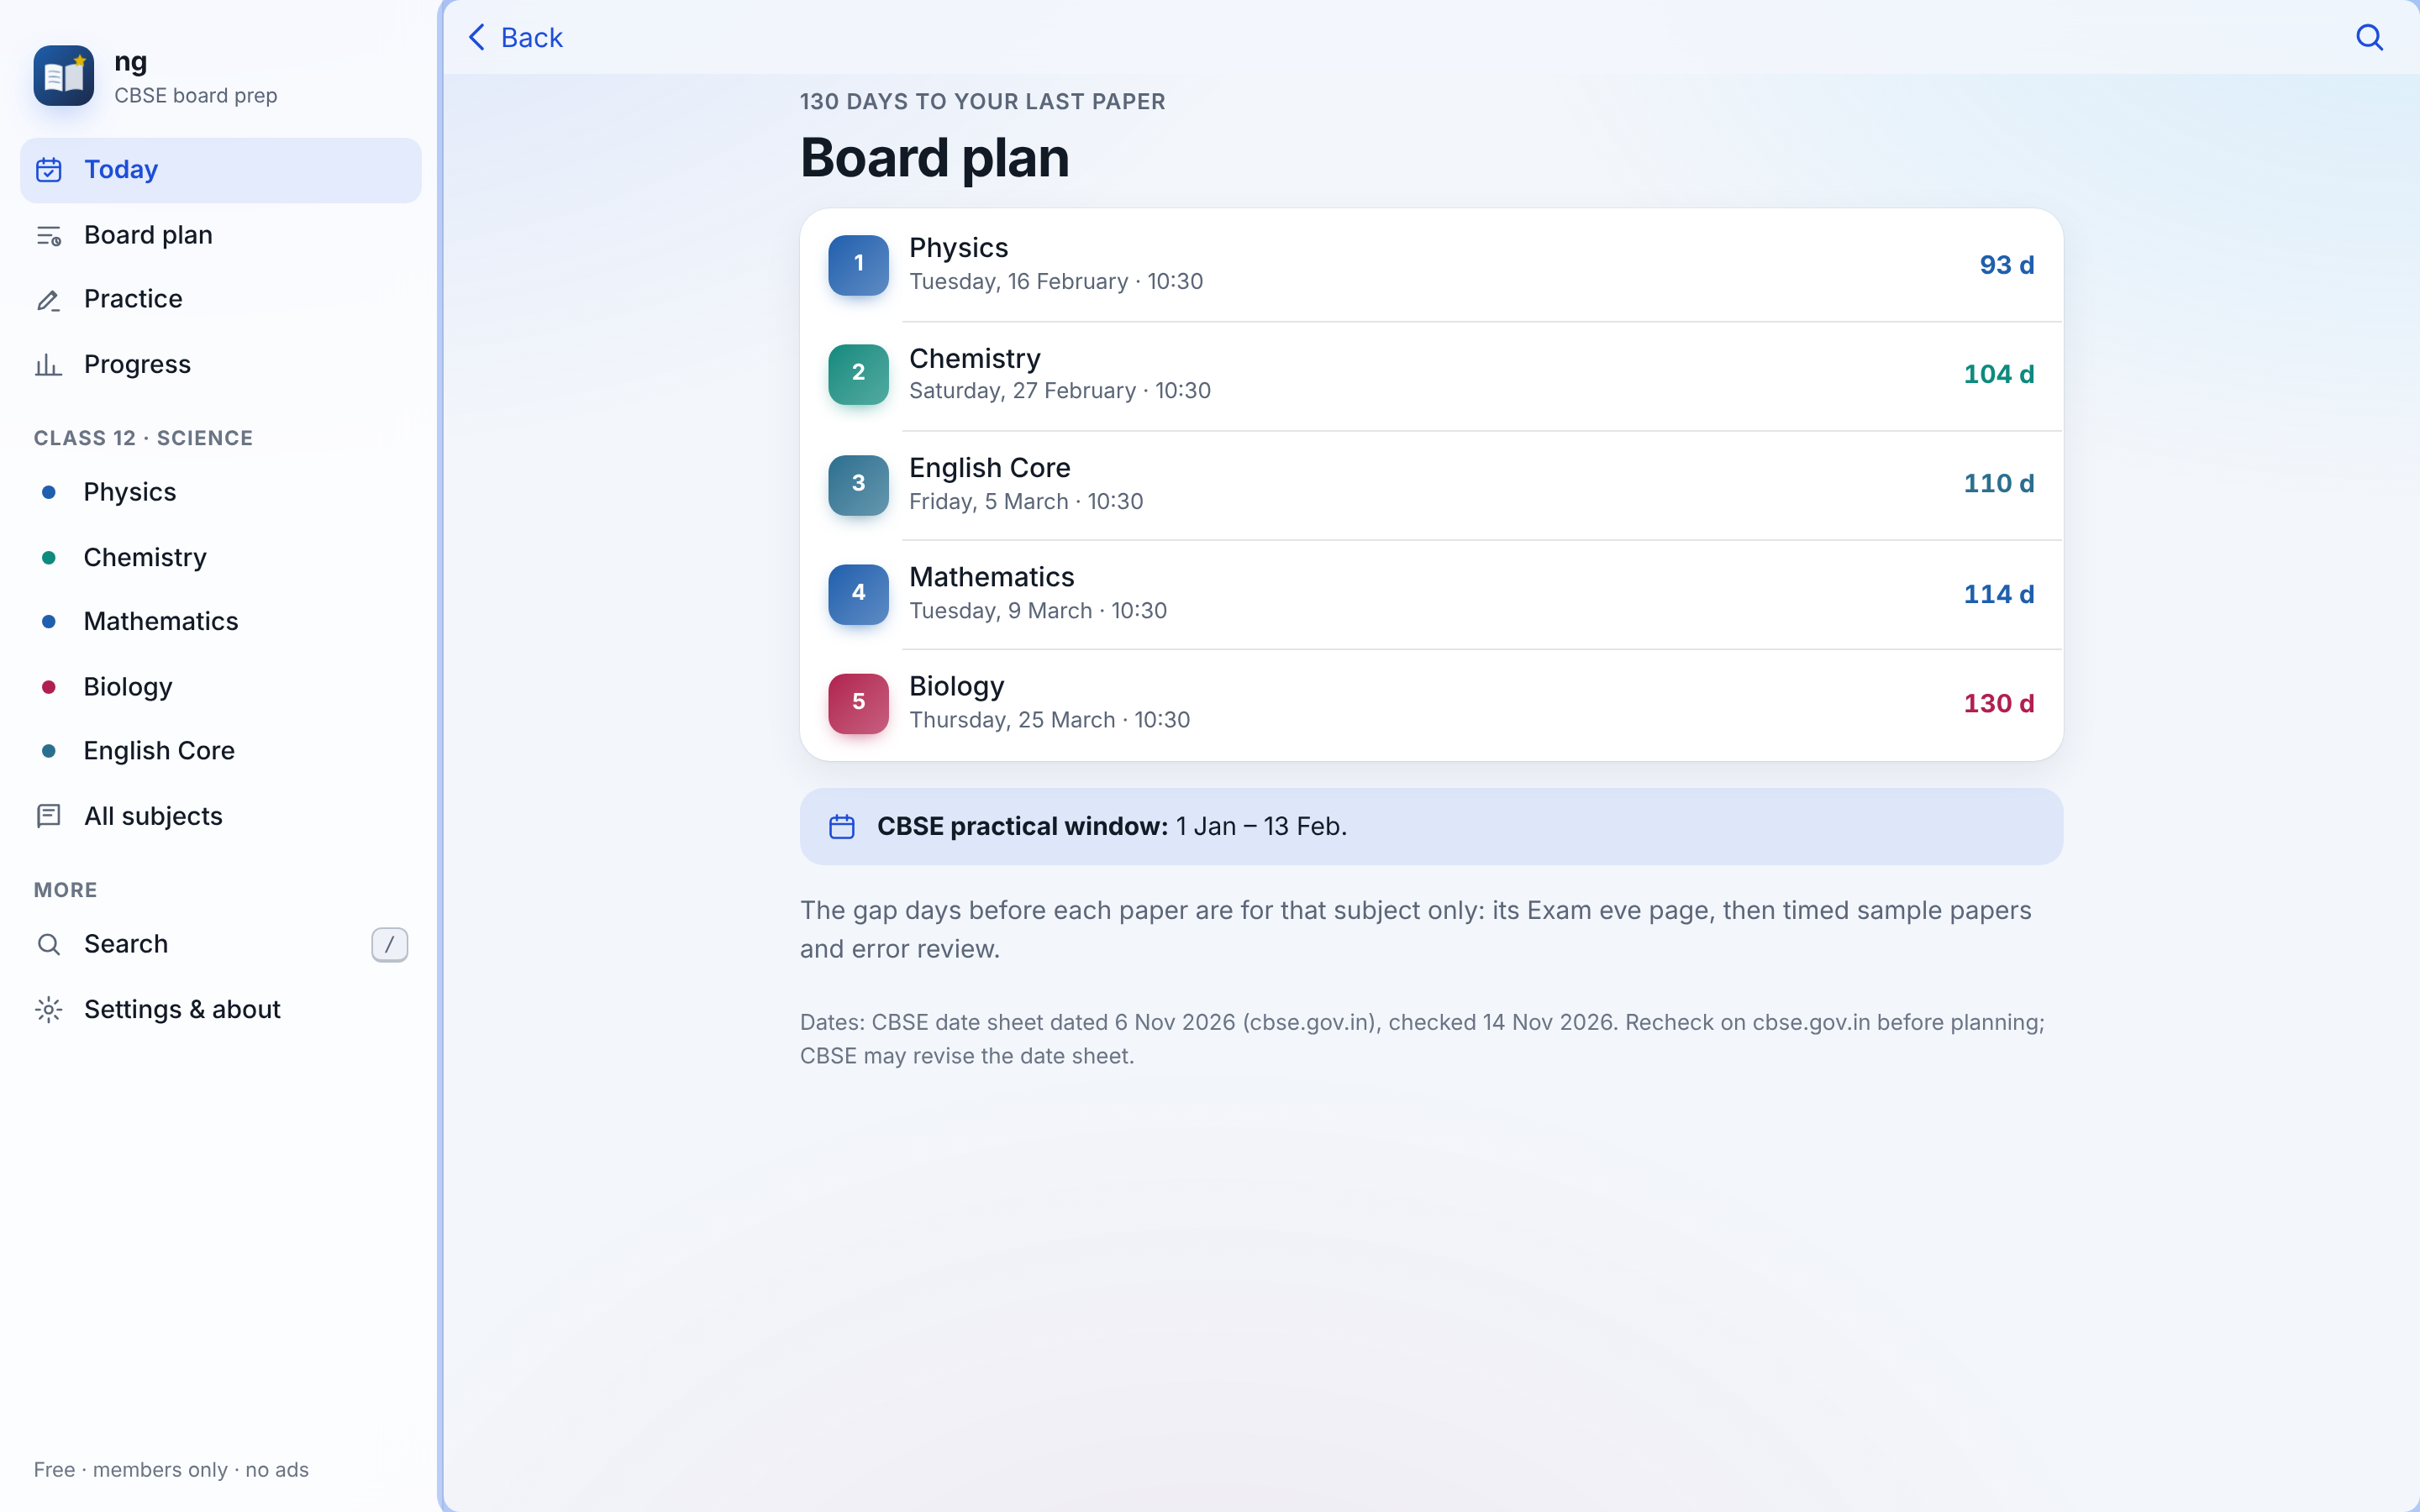 ng
CBSE board prep
Today
Board plan
Practice
Progress
CLASS 12 · SCIENCE
Physics
Chemistry
Mathematics
Biology
English Core
All subjects
MORE
Search
/
Settings & about
Free · members only · no ads
Back
130 DAYS TO YOUR LAST PAPER
Board plan
1
Physics
Tuesday, 16 February · 10:30
93 d
2
Chemistry
Saturday, 27 February · 10:30
104 d
3
English Core
Friday, 5 March · 10:30
110 d
4
Mathematics
Tuesday, 9 March · 10:30
114 d
5
Biology
Thursday, 25 March · 10:30
130 d
CBSE practical window: 1 Jan – 13 Feb.
The gap days before each paper are for that subject only: its Exam eve page, then timed sample papers
and error review.
Dates: CBSE date sheet dated 6 Nov 2026 (cbse.gov.in), checked 14 Nov 2026. Recheck on cbse.gov.in before planning;
CBSE may revise the date sheet.